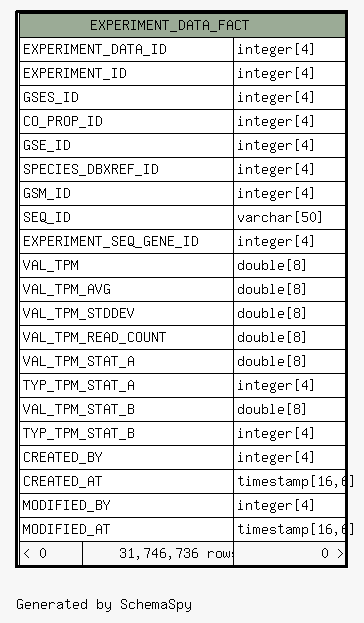 EXPERIMENT_DATA_FACT
EXPERIMENT_DATA_ID integer[4]
EXPERIMENT_ID integer[4]
GSES_ID integer[4]
CO_PROP_ID integer[4]
GSE_ID integer[4]
SPECIES_DBXREF_ID integer[4]
GSM_ID integer[4]
SEQ_ID varchar[50]
EXPERIMENT_SEQ_GENE_ID integer[4]
VAL_TPM double[8]
VAL_TPM_AVG double[8]
VAL_TPM_STDDEV double[8]
VAL_TPM_READ_COUNT double[8]
VAL_TPM_STAT_A double[8]
TYP_TPM_STAT_A integer[4]
VAL_TPM_STAT_B double[8]
TYP_TPM_STAT_B integer[4]
CREATED_BY integer[4]
CREATED_AT timestamp[16,6]
MODIFIED_BY integer[4]
MODIFIED_AT timestamp[16,6]
< 0 31,746,736 rows 0 >
Generated by SchemaSpy